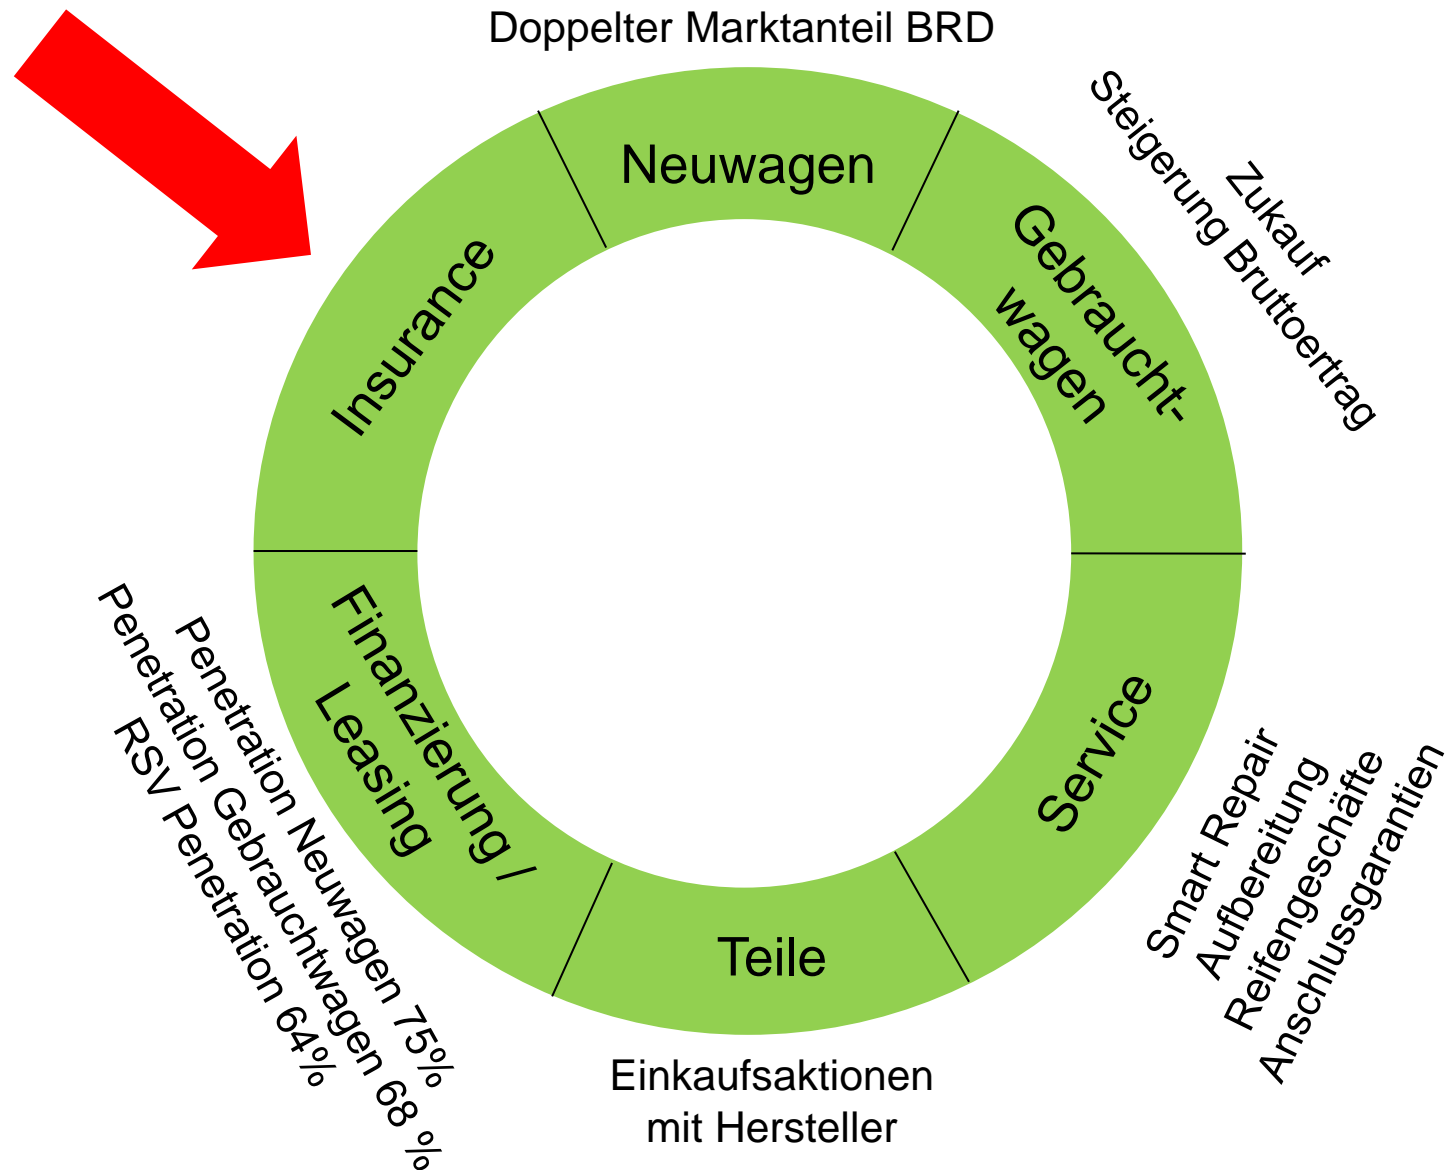 Doppelter Marktanteil BRD
Neuwagen
Gebraucht-
wagen
Zukauf
Steigerung Bruttoertrag
Service
Smart Repair
Aufbereitung
Reifengeschäfte
Anschlussgarantien
Teile
Einkaufsaktionen
mit Hersteller
Finanzierung /
Leasing
Penetration Neuwagen 75%
Penetration Gebrauchtwagen 68 %
RSV Penetration 64%
Insurance